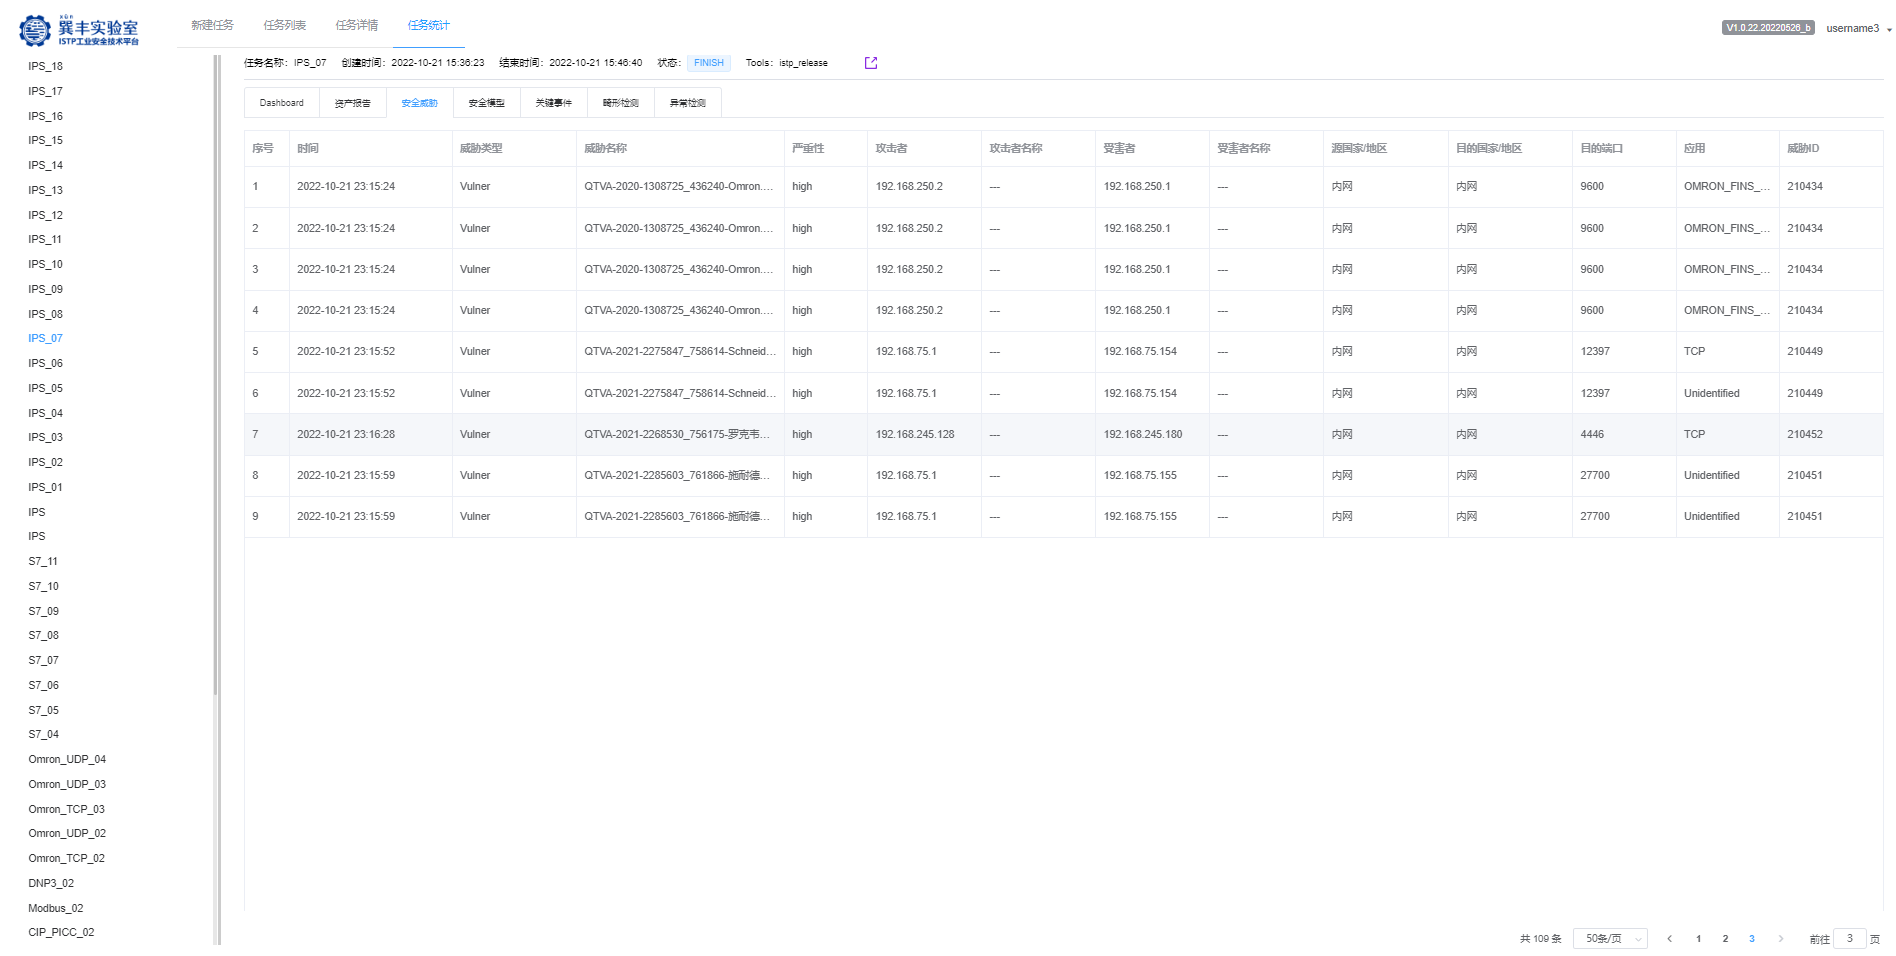 xùn
巽丰实验室
ISTP工业安全技术平台
新建任务 任务列表 任务详情 任务统计
V1.0.22.20220526_b username3
任务名称: IPS_07 创建时间: 2022-10-21 15:36:23 结束时间: 2022-10-21 15:46:40 状态: FINISH Tools: istp_release
Dashboard 资产报告 安全威胁 安全模型 关键事件 畸形检测 异常检测
序号 时间 威胁类型 威胁名称 严重性 攻击者 攻击者名称 受害者 受害者名称 源国家/地区 目的国家/地区 目的端口 应用 威胁ID
1 2022-10-21 23:15:24 Vulner QTVA-2020-1308725_436240-Omron.... high 192.168.250.2 --- 192.168.250.1 --- 内网 内网 9600 OMRON_FINS_... 210434
2 2022-10-21 23:15:24 Vulner QTVA-2020-1308725_436240-Omron.... high 192.168.250.2 --- 192.168.250.1 --- 内网 内网 9600 OMRON_FINS_... 210434
3 2022-10-21 23:15:24 Vulner QTVA-2020-1308725_436240-Omron.... high 192.168.250.2 --- 192.168.250.1 --- 内网 内网 9600 OMRON_FINS_... 210434
4 2022-10-21 23:15:24 Vulner QTVA-2020-1308725_436240-Omron.... high 192.168.250.2 --- 192.168.250.1 --- 内网 内网 9600 OMRON_FINS_... 210434
5 2022-10-21 23:15:52 Vulner QTVA-2021-2275847_758614-Schneid... high 192.168.75.1 --- 192.168.75.154 --- 内网 内网 12397 TCP 210449
6 2022-10-21 23:15:52 Vulner QTVA-2021-2275847_758614-Schneid... high 192.168.75.1 --- 192.168.75.154 --- 内网 内网 12397 Unidentified 210449
7 2022-10-21 23:16:28 Vulner QTVA-2021-2268530_756175-罗克韦... high 192.168.245.128 --- 192.168.245.180 --- 内网 内网 4446 TCP 210452
8 2022-10-21 23:15:59 Vulner QTVA-2021-2285603_761866-施耐德... high 192.168.75.1 --- 192.168.75.155 --- 内网 内网 27700 Unidentified 210451
9 2022-10-21 23:15:59 Vulner QTVA-2021-2285603_761866-施耐德... high 192.168.75.1 --- 192.168.75.155 --- 内网 内网 27700 Unidentified 210451
IPS_18
IPS_17
IPS_16
IPS_15
IPS_14
IPS_13
IPS_12
IPS_11
IPS_10
IPS_09
IPS_08
IPS_07
IPS_06
IPS_05
IPS_04
IPS_03
IPS_02
IPS_01
IPS
IPS
S7_11
S7_10
S7_09
S7_08
S7_07
S7_06
S7_05
S7_04
Omron_UDP_04
Omron_UDP_03
Omron_TCP_03
Omron_UDP_02
Omron_TCP_02
DNP3_02
Modbus_02
CIP_PICC_02
共 109 条 50条/页 1 2 3 前往 3 页